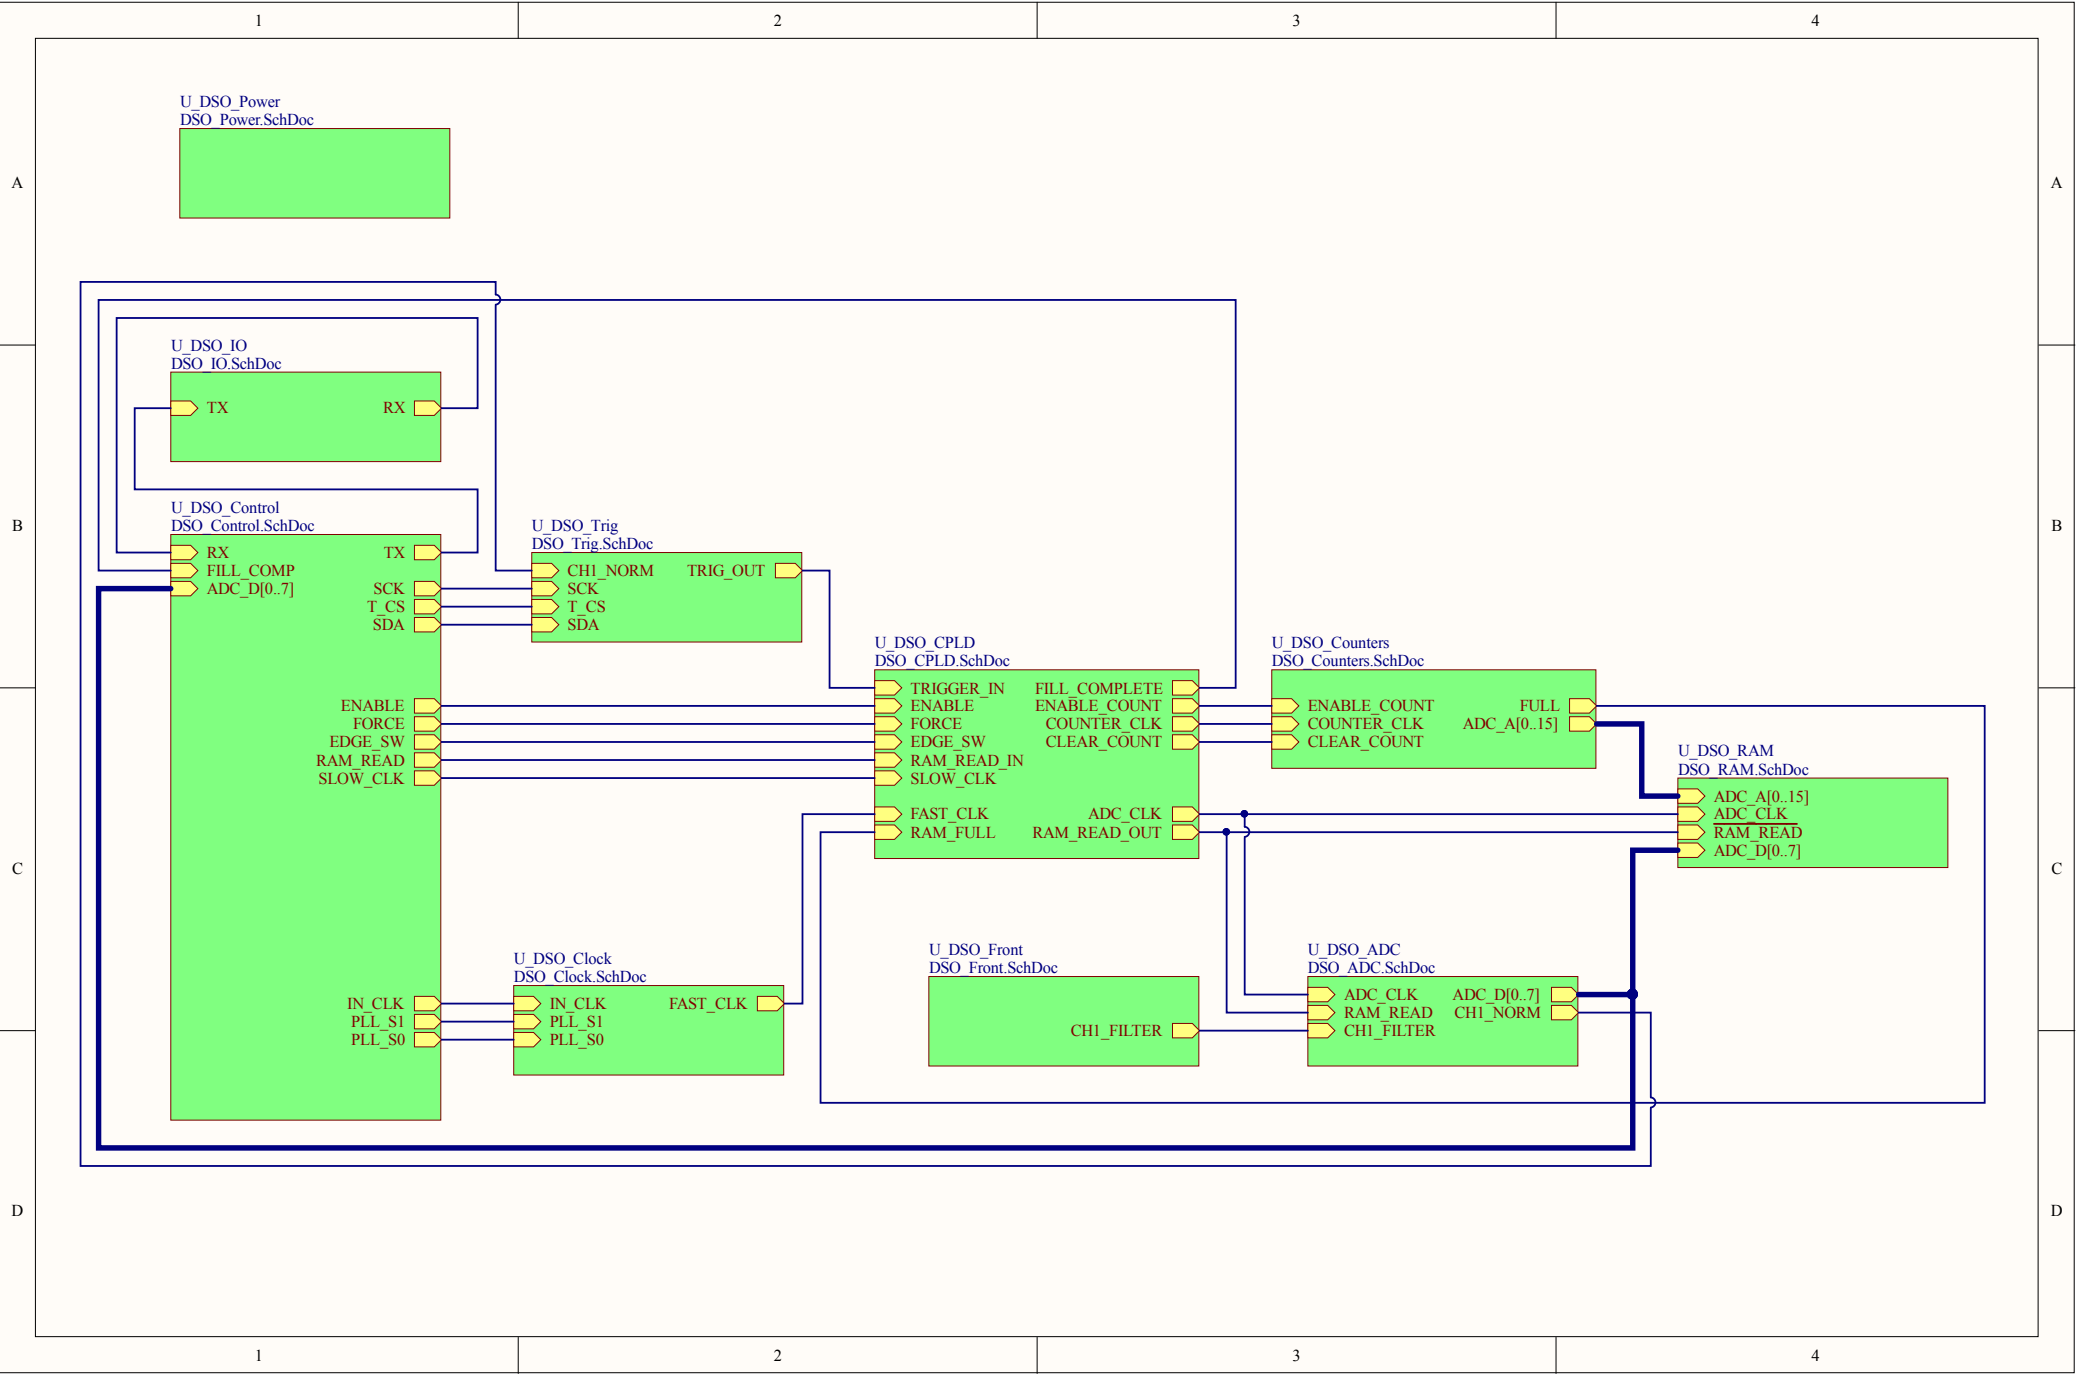 1 2 3 4
A A
U_DSO_Power
DSO_Power.SchDoc
U_DSO_IO
DSO_IO.SchDoc
TX RX
B B
U_DSO_Control
DSO_Control.SchDoc
RX TX
FILL_COMP
ADC_D[0..7] SCK
T_CS
SDA
ENABLE
FORCE
EDGE_SW
RAM_READ
SLOW_CLK
IN_CLK
PLL_S1
PLL_S0
U_DSO_Trig
DSO_Trig.SchDoc
CH1_NORM TRIG_OUT
SCK
T_CS
SDA
U_DSO_CPLD
DSO_CPLD.SchDoc
TRIGGER_IN FILL_COMPLETE
ENABLE ENABLE_COUNT
FORCE COUNTER_CLK
EDGE_SW CLEAR_COUNT
RAM_READ_IN
SLOW_CLK
FAST_CLK ADC_CLK
RAM_FULL RAM_READ_OUT
U_DSO_Counters
DSO_Counters.SchDoc
ENABLE_COUNT FULL
COUNTER_CLK ADC_A[0..15]
CLEAR_COUNT
U_DSO_RAM
DSO_RAM.SchDoc
ADC_A[0..15]
ADC_CLK
RAM_READ
ADC_D[0..7]
C C
U_DSO_Clock
DSO_Clock.SchDoc
IN_CLK FAST_CLK
PLL_S1
PLL_S0
U_DSO_Front
DSO_Front.SchDoc
CH1_FILTER
U_DSO_ADC
DSO_ADC.SchDoc
ADC_CLK ADC_D[0..7]
RAM_READ CH1_NORM
CH1_FILTER
D D
1 2 3 4